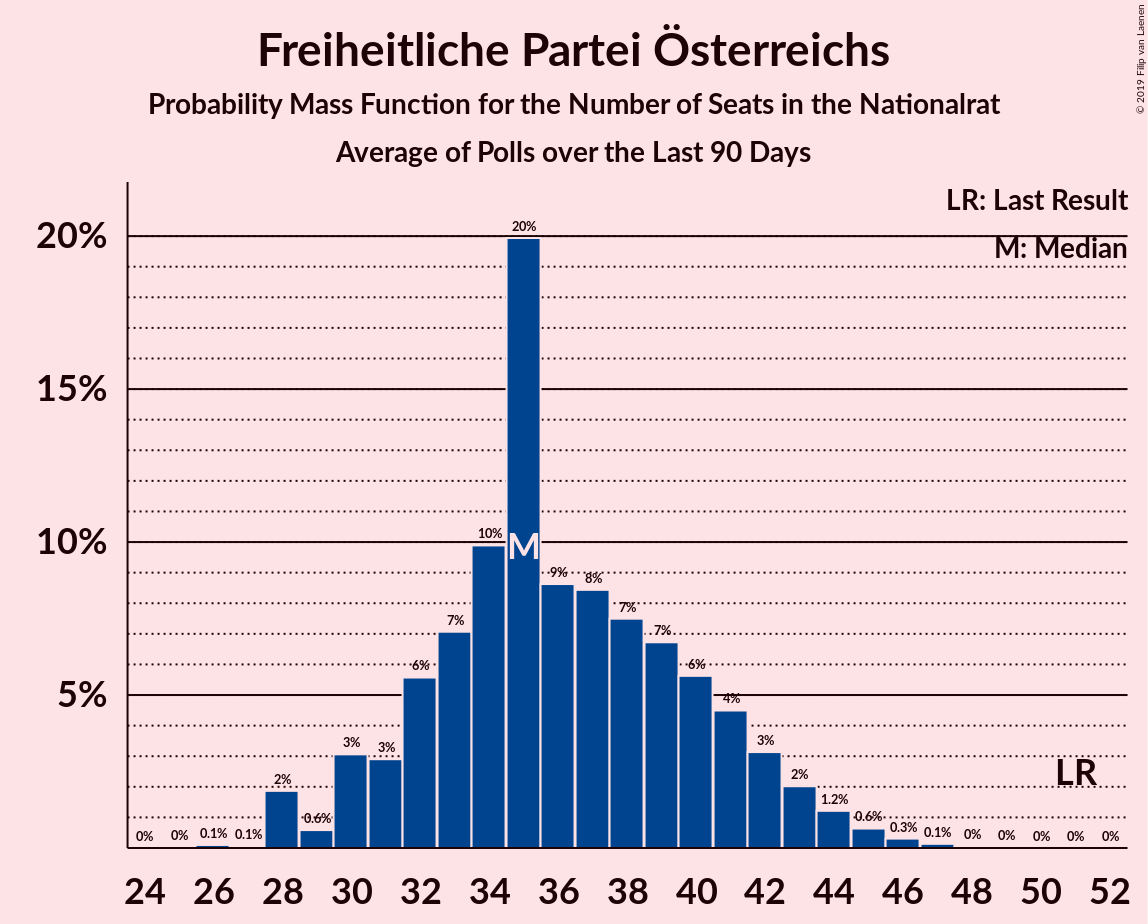 Freiheitliche Partei Österreichs
Probability Mass Function for the Number of Seats in the Nationalrat
Average of Polls over the Last 90 Days
© 2019 Filip van Laenen
LR: Last Result
M: Median
20%
15%
10%
5%
0% 0% 0.1% 0.1% 2% 0.6% 3% 3% 6% 7% 10% 20% 9% 8% 7% 7% 6% 4% 3% 2% 1.2% 0.6% 0.3% 0.1% 0% 0% 0% 0% 0%
M
LR
24 26 28 30 32 34 36 38 40 42 44 46 48 50 52